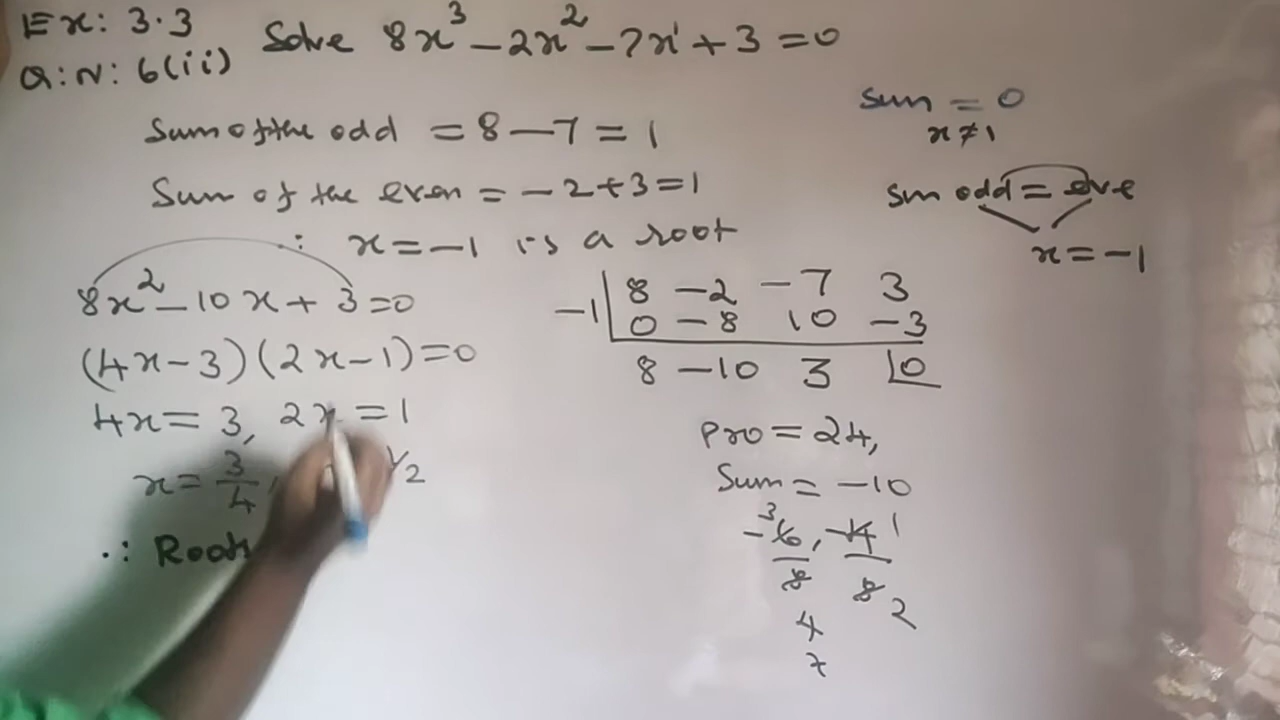 Ex: 3.3
Q:N: 6(ii)
Solve 8x³ - 2x² - 7x + 3 = 0
Sum of the odd = 8 - 7 = 1
Sum of the even = - 2 + 3 = 1
∴ x = -1 is a root
sum = 0
x ≠ 1
sm odd = eve
x = -1
8x² - 10x + 3 = 0
(4x - 3)(2x - 1) = 0
4x = 3, 2x = 1
x = 3/4, 1/2
∴ Roots
-1 | 8 -2 -7 3
0 -8 10 -3
8 -10 3 |0
Pro = 24,
Sum = -10
-6/8, -4/8
3 1
4 2